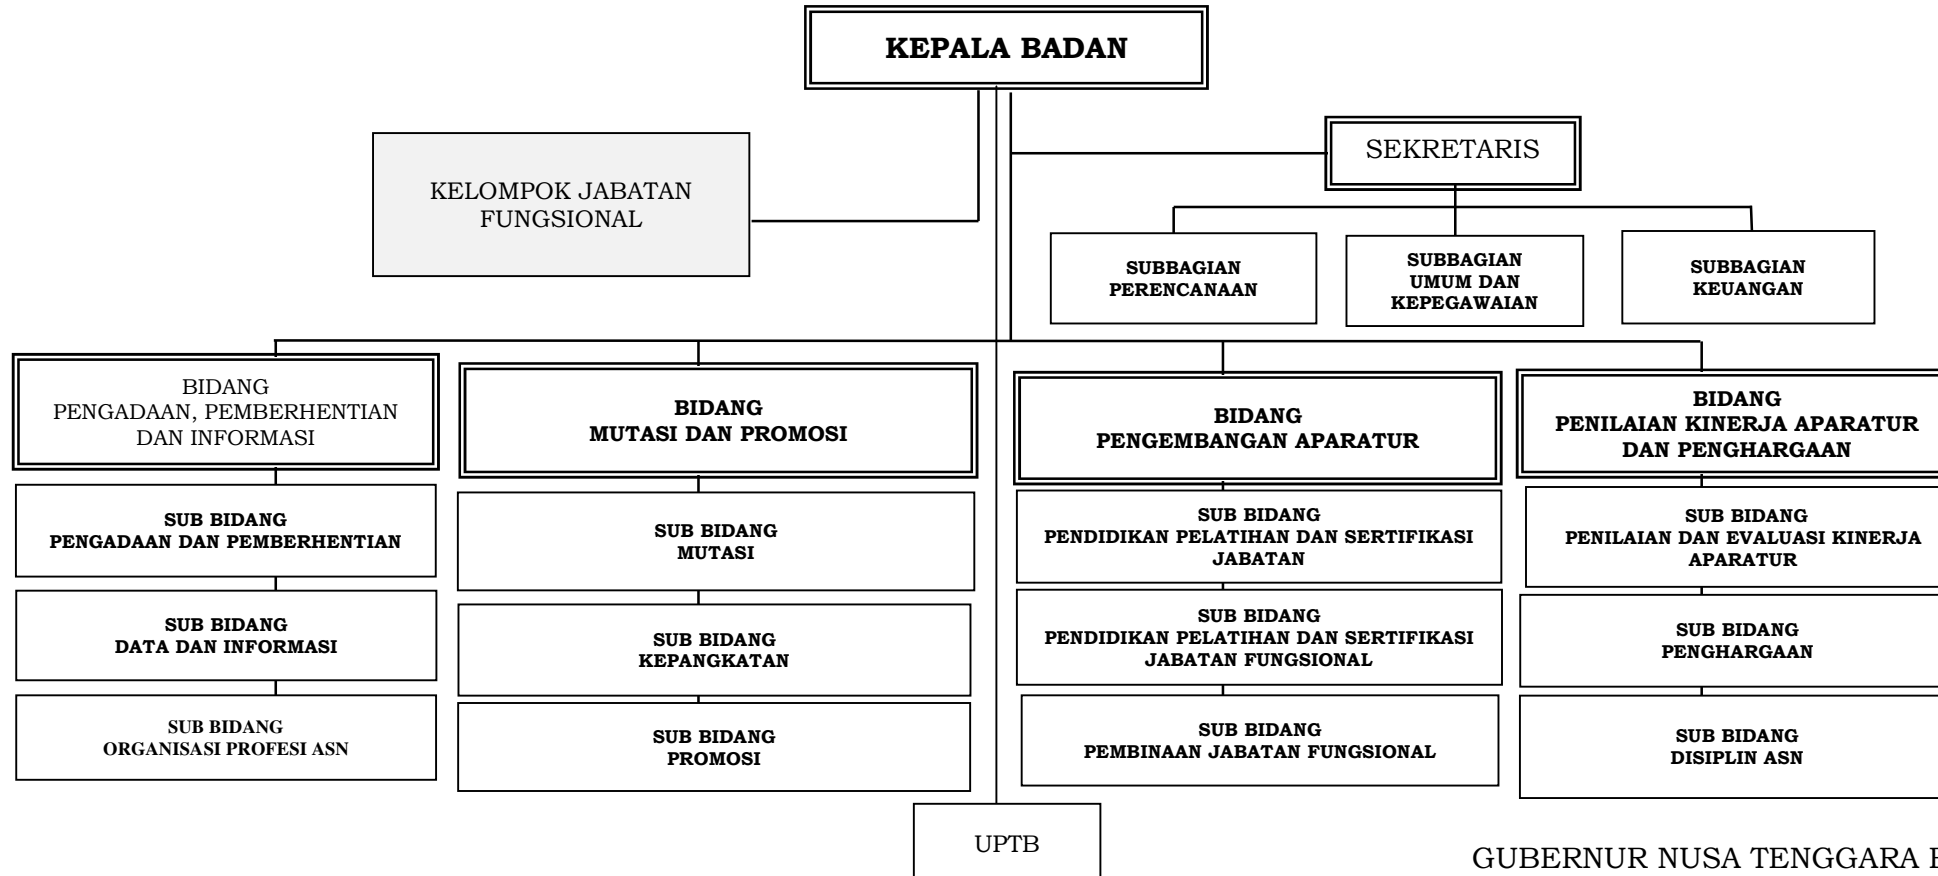 KEPALA BADAN
SEKRETARIS
KELOMPOK JABATAN
FUNGSIONAL
SUBBAGIAN
PERENCANAAN
SUBBAGIAN
UMUM DAN
KEPEGAWAIAN
SUBBAGIAN
KEUANGAN
BIDANG
PENGADAAN, PEMBERHENTIAN
DAN INFORMASI
BIDANG
MUTASI DAN PROMOSI
BIDANG
PENGEMBANGAN APARATUR
BIDANG
PENILAIAN KINERJA APARATUR
DAN PENGHARGAAN
SUB BIDANG
PENGADAAN DAN PEMBERHENTIAN
SUB BIDANG
MUTASI
SUB BIDANG
PENDIDIKAN PELATIHAN DAN SERTIFIKASI
JABATAN
SUB BIDANG
PENILAIAN DAN EVALUASI KINERJA
APARATUR
SUB BIDANG
DATA DAN INFORMASI
SUB BIDANG
KEPANGKATAN
SUB BIDANG
PENDIDIKAN PELATIHAN DAN SERTIFIKASI
JABATAN FUNGSIONAL
SUB BIDANG
PENGHARGAAN
SUB BIDANG
ORGANISASI PROFESI ASN
SUB BIDANG
PROMOSI
SUB BIDANG
PEMBINAAN JABATAN FUNGSIONAL
SUB BIDANG
DISIPLIN ASN
UPTB
GUBERNUR NUSA TENGGARA